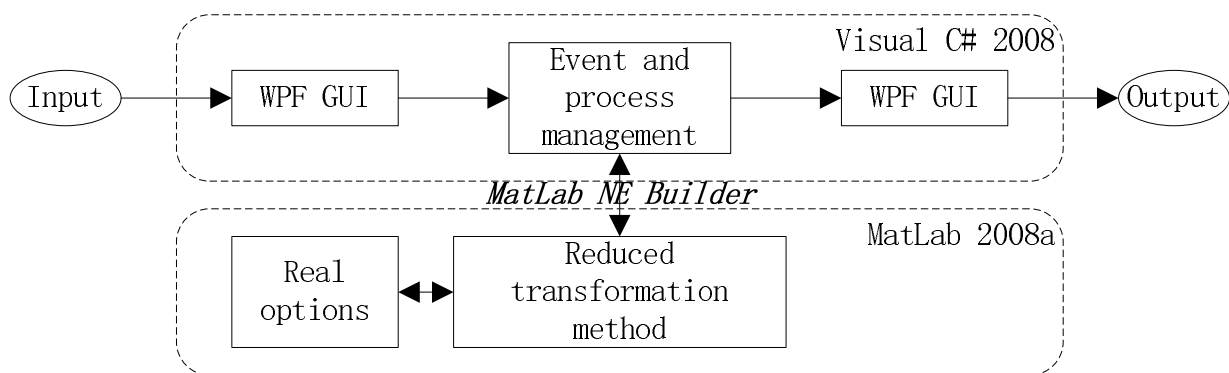 Visual C# 2008
Input
WPF GUI
Event and
process
management
WPF GUI
Output
MatLab NE Builder
MatLab 2008a
Real
options
Reduced
transformation
method